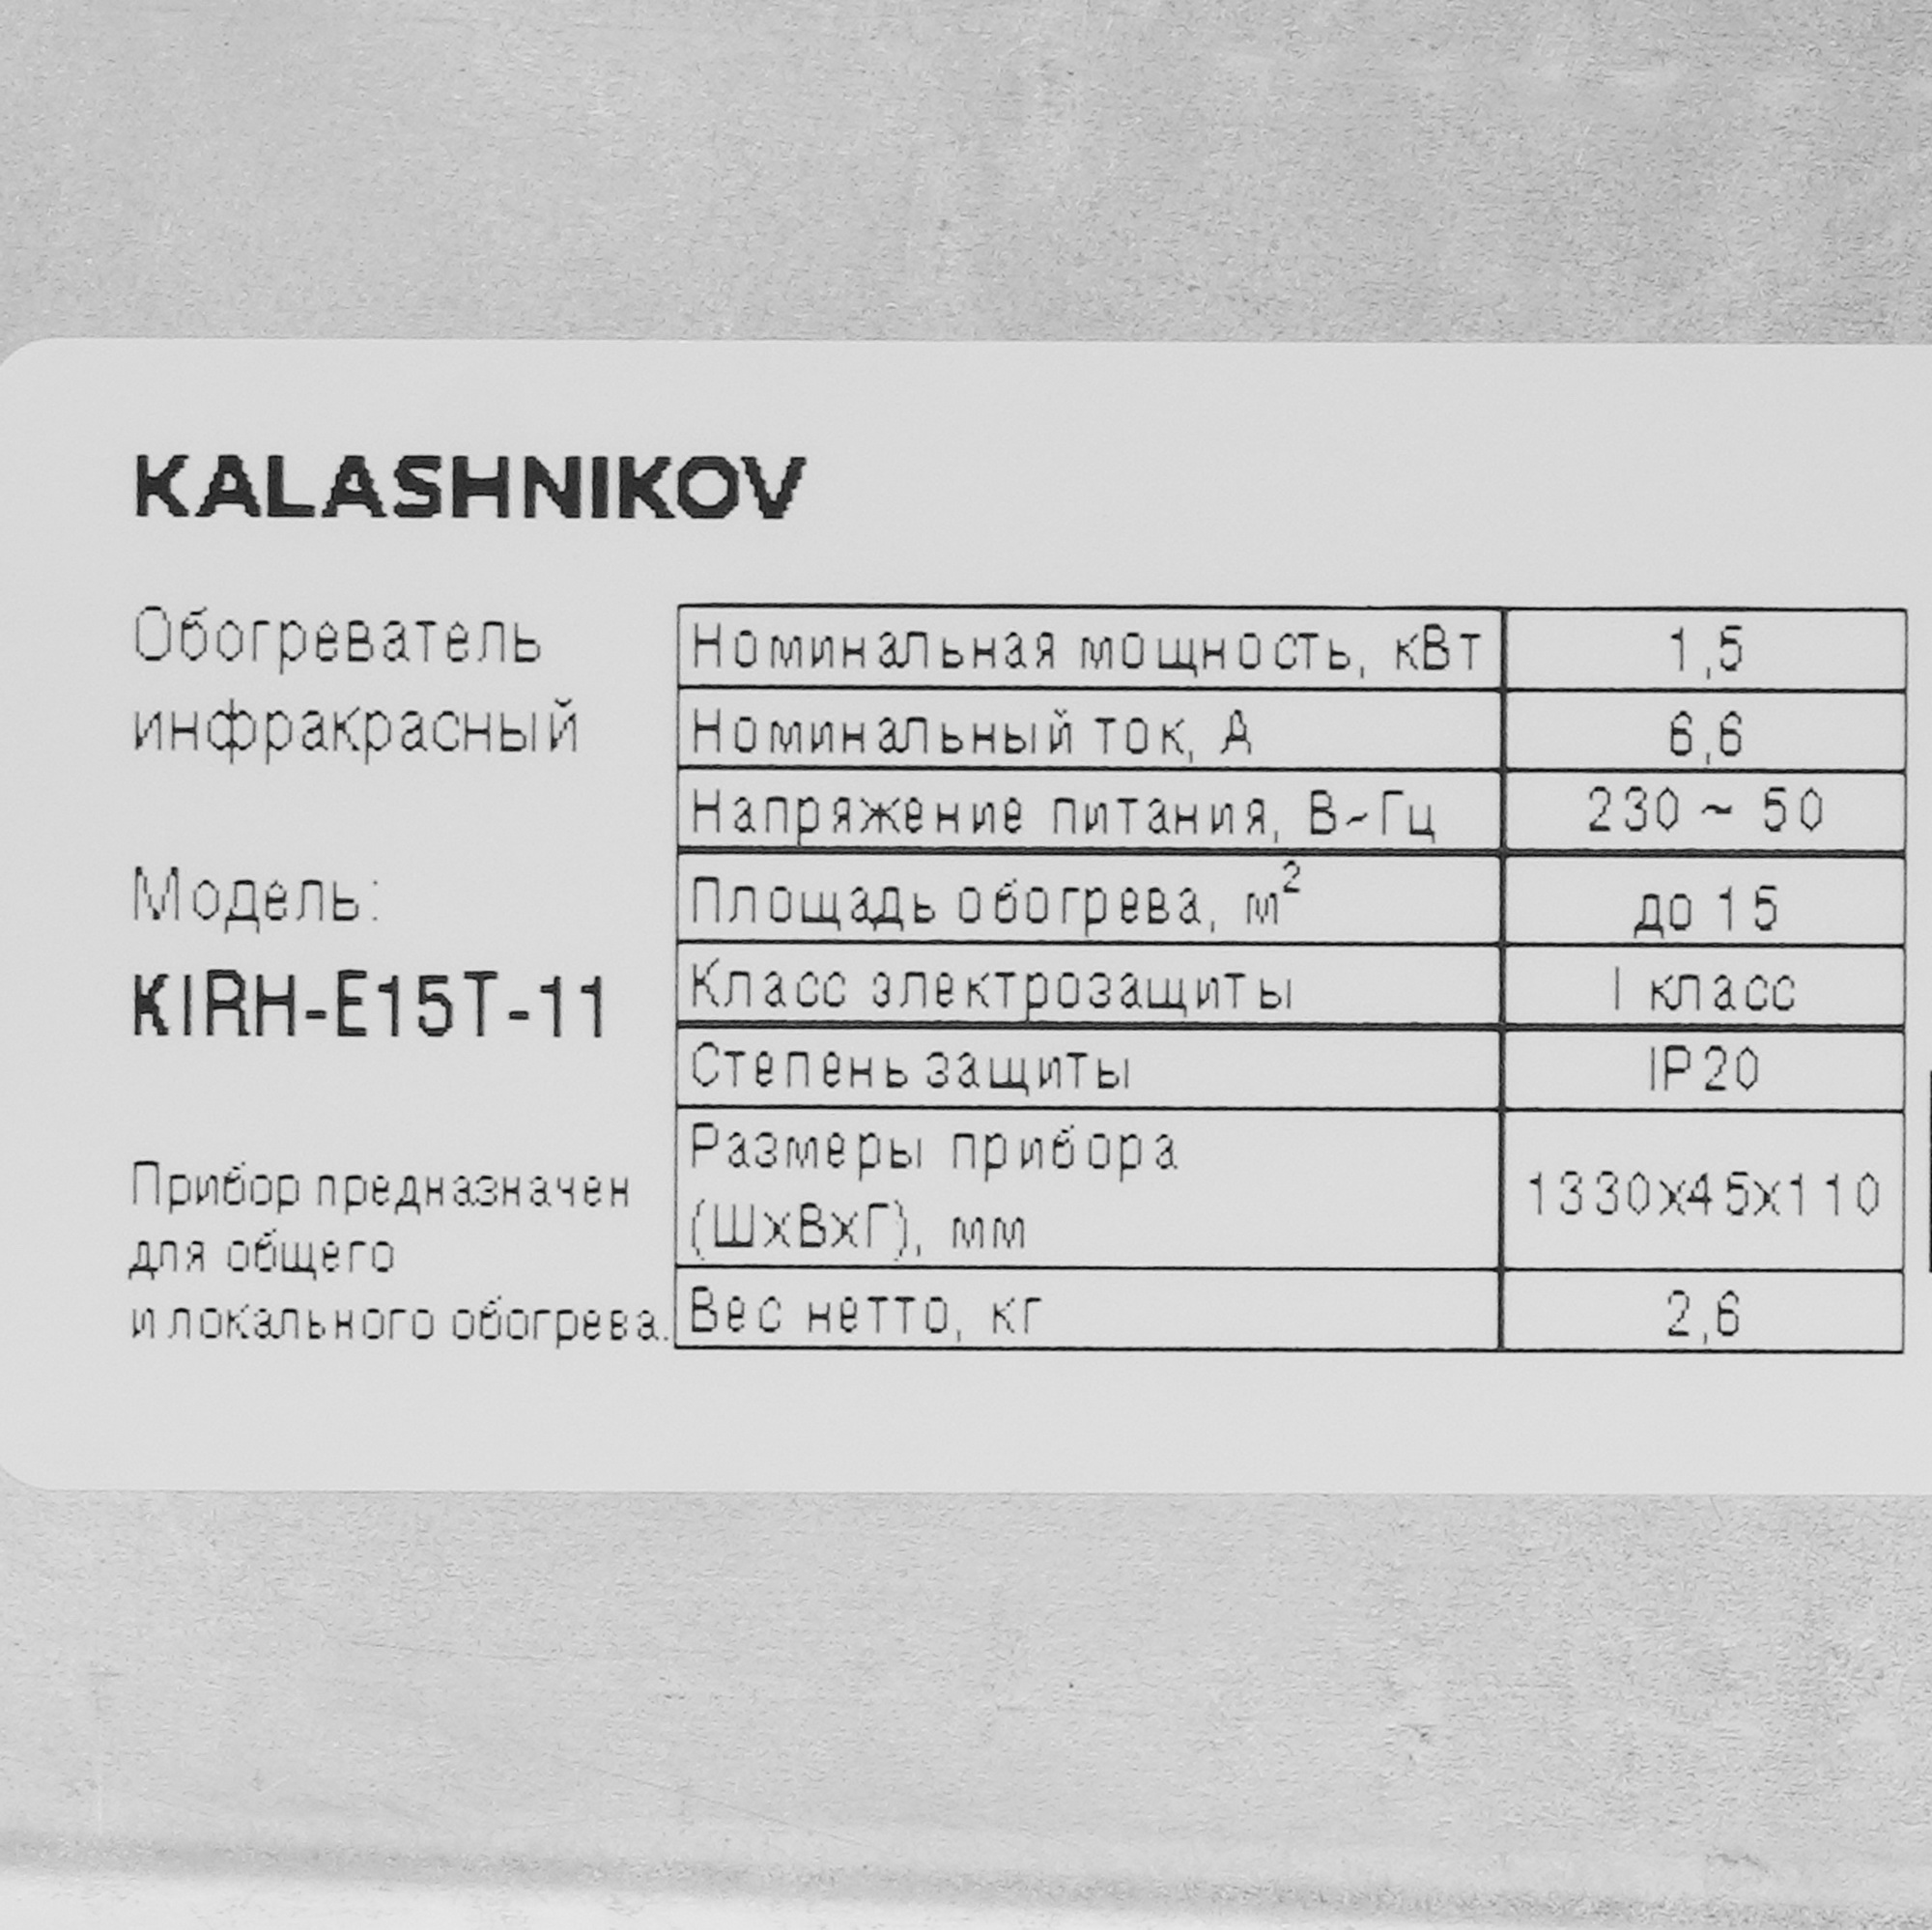 KALASHNIKOV
Обогреватель
инфракрасный
Модель:
KIRH-E15T-11
Прибор предназначен
для общего
и локального обогрева.
Номинальная мощность, кВт 1,5
Номинальный ток, А 6,6
Напряжение питания, В~Гц 230 ~ 50
Площадь обогрева, м² до 15
Класс электрозащиты I класс
Степень защиты IP20
Размеры прибора
(ШхВхГ), мм 1330х45х110
Вес нетто, кг 2,6